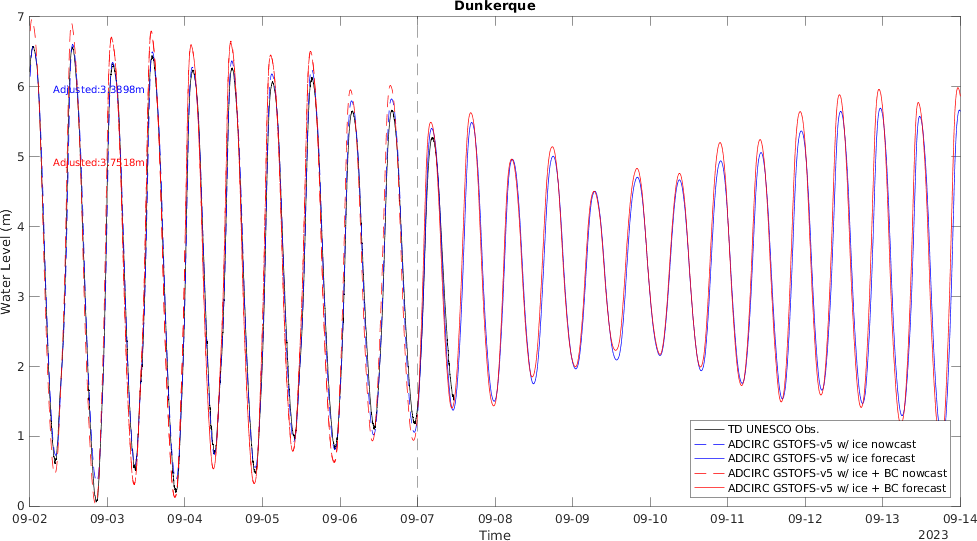 Dunkerque
7
6
5
4
3
2
1
0
Water Level (m)
Adjusted:3.3898m
Adjusted:3.7518m
TD UNESCO Obs.
ADCIRC GSTOFS-v5 w/ ice nowcast
ADCIRC GSTOFS-v5 w/ ice forecast
ADCIRC GSTOFS-v5 w/ ice + BC nowcast
ADCIRC GSTOFS-v5 w/ ice + BC forecast
09-02 09-03 09-04 09-05 09-06 09-07 09-08 09-09 09-10 09-11 09-12 09-13 09-14
Time
2023